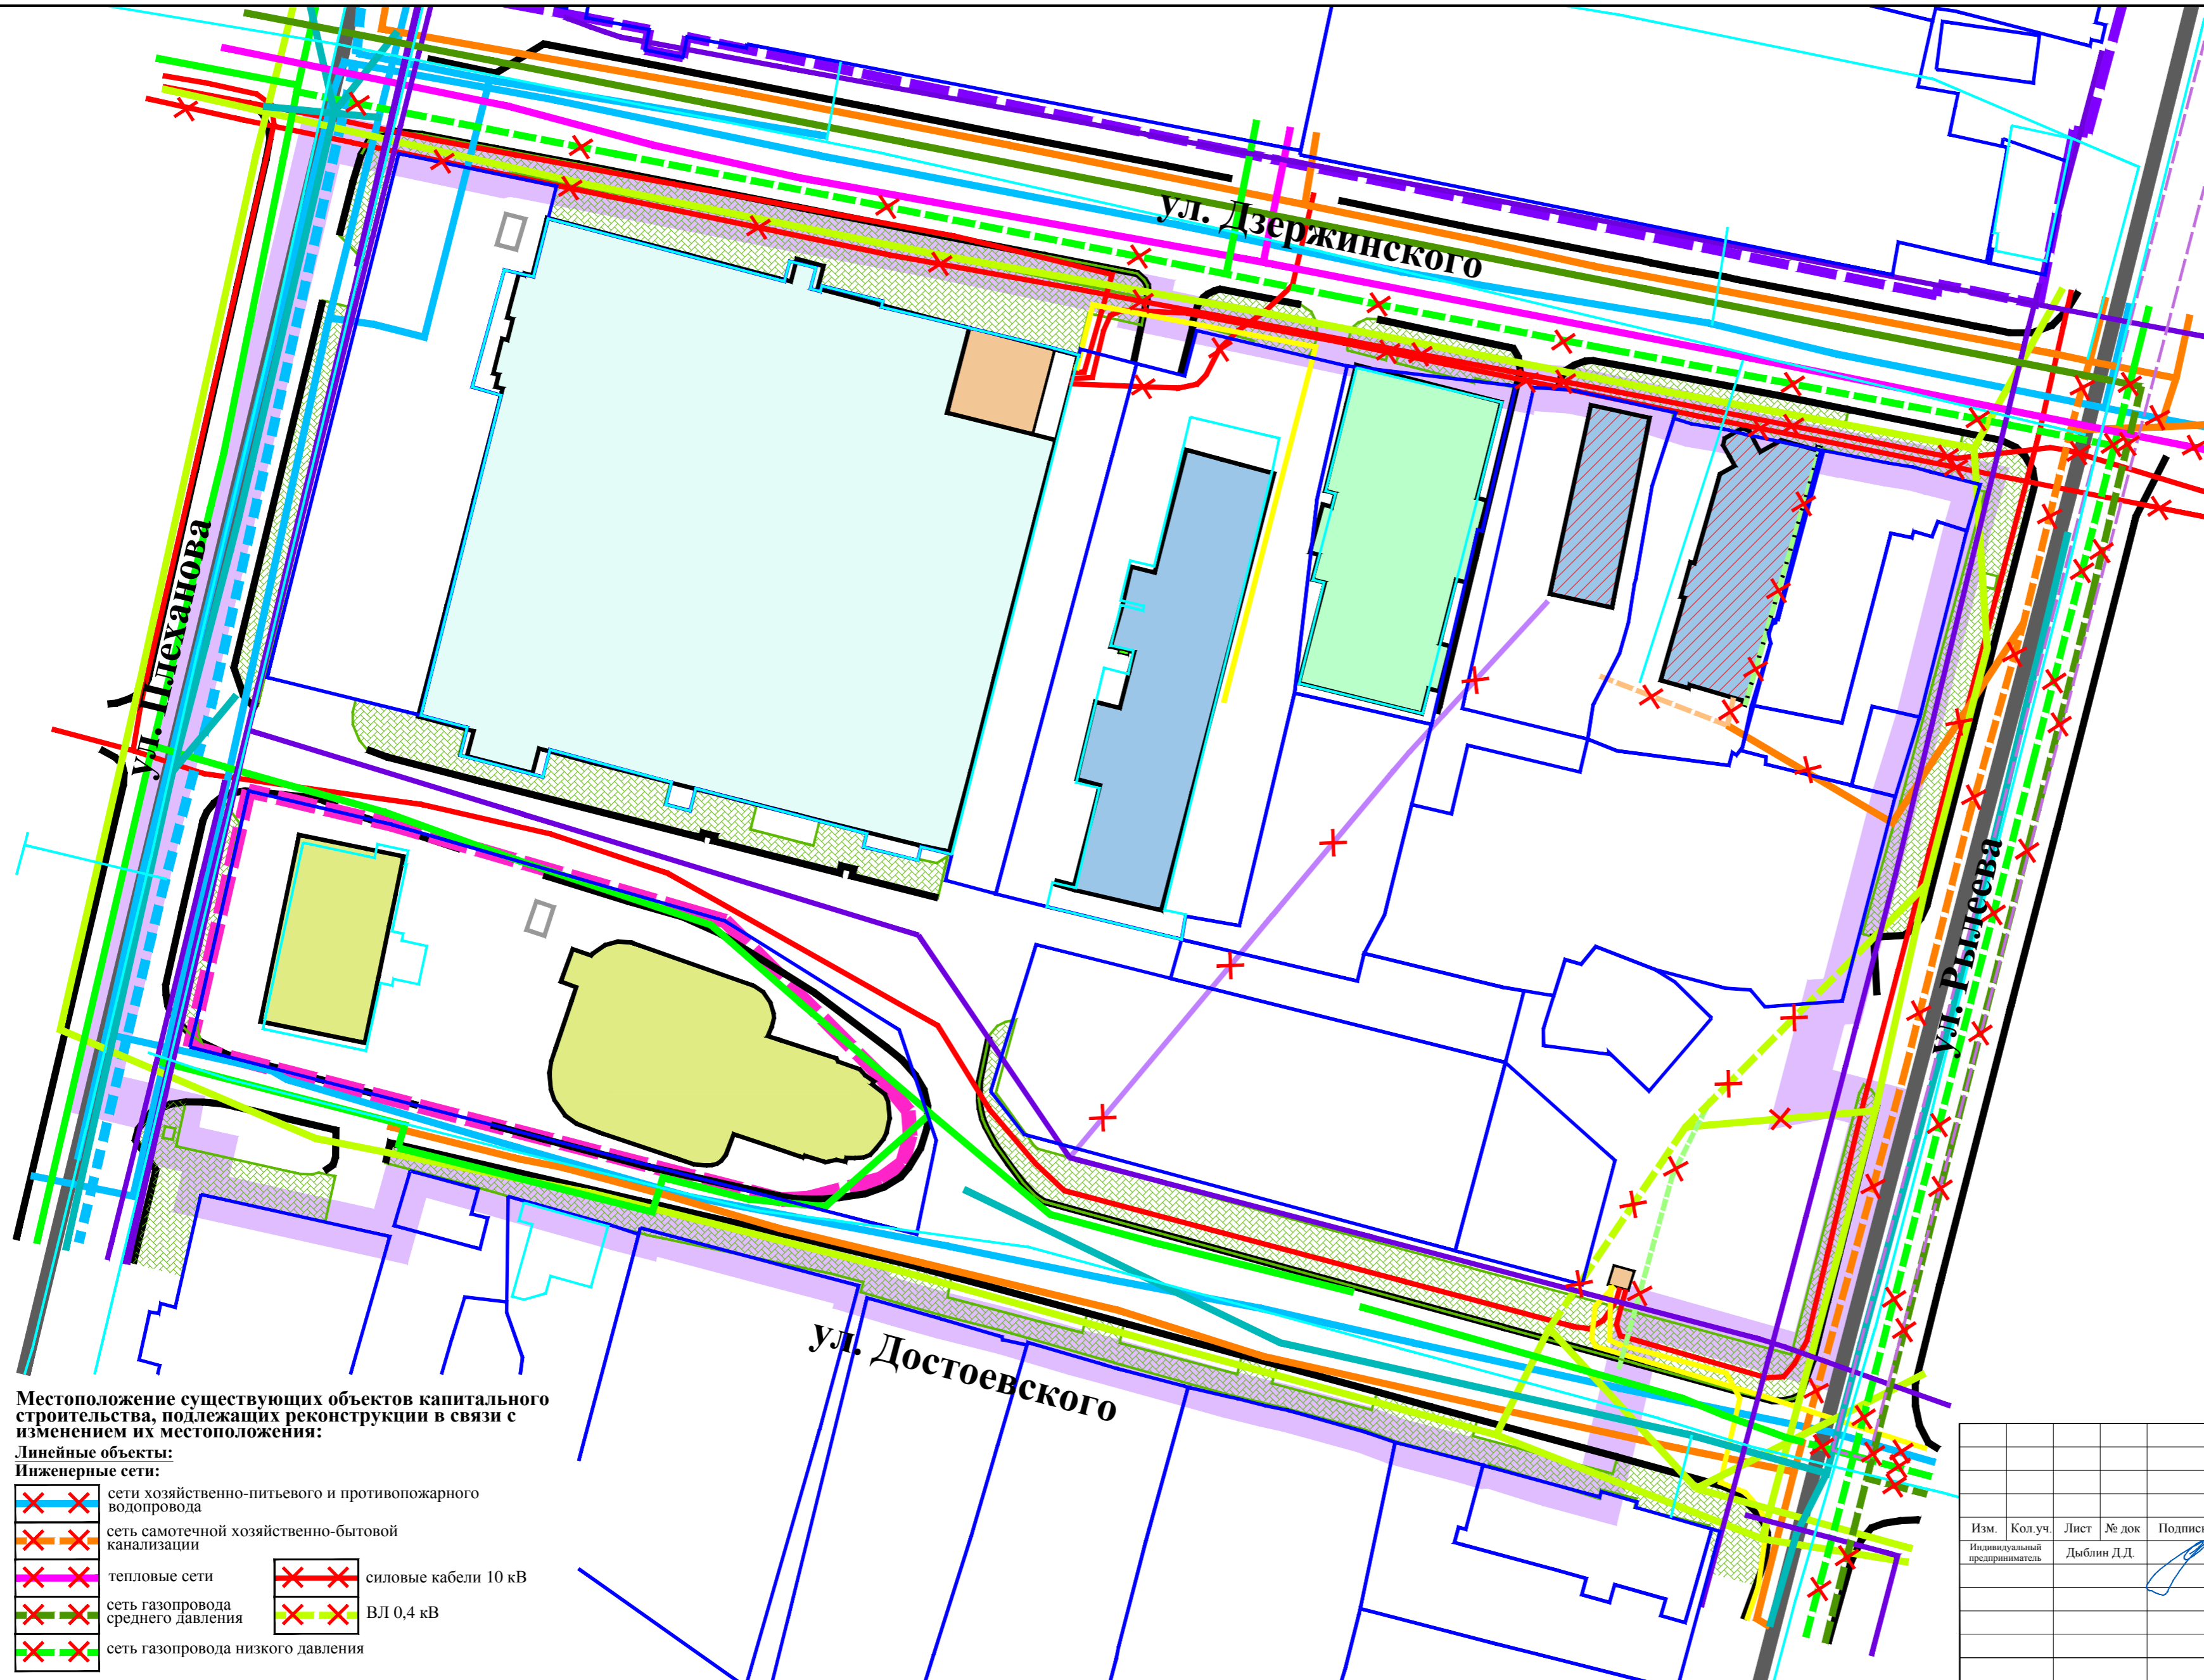 ул. Дзержинского
ул. Плеханова
ул. Рылеева
ул. Достоевского
Местоположение существующих объектов капитального
строительства, подлежащих реконструкции в связи с
изменением их местоположения:
Линейные объекты:
Инженерные сети:
сети хозяйственно-питьевого и противопожарного
водопровода
сеть самотечной хозяйственно-бытовой
канализации
тепловые сети
сеть газопровода
среднего давления
сеть газопровода низкого давления
силовые кабели 10 кВ
ВЛ 0,4 кВ
Изм. Кол.уч. Лист № док Подпись
Индивидуальный
предприниматель
Дыблин Д.Д.